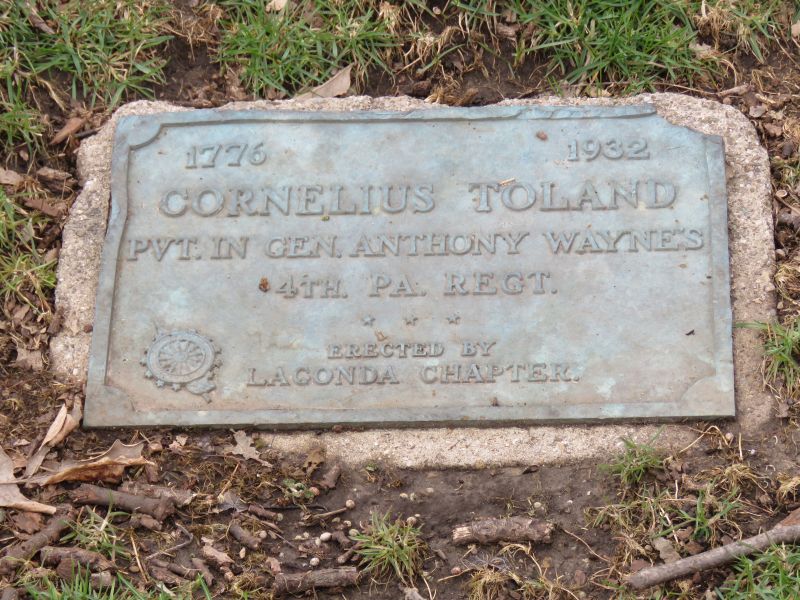 1776 1932
CORNELIUS TOLAND
PVT. IN GEN. ANTHONY WAYNE'S
4TH. PA. REGT.
ERECTED BY
LAGONDA CHAPTER.